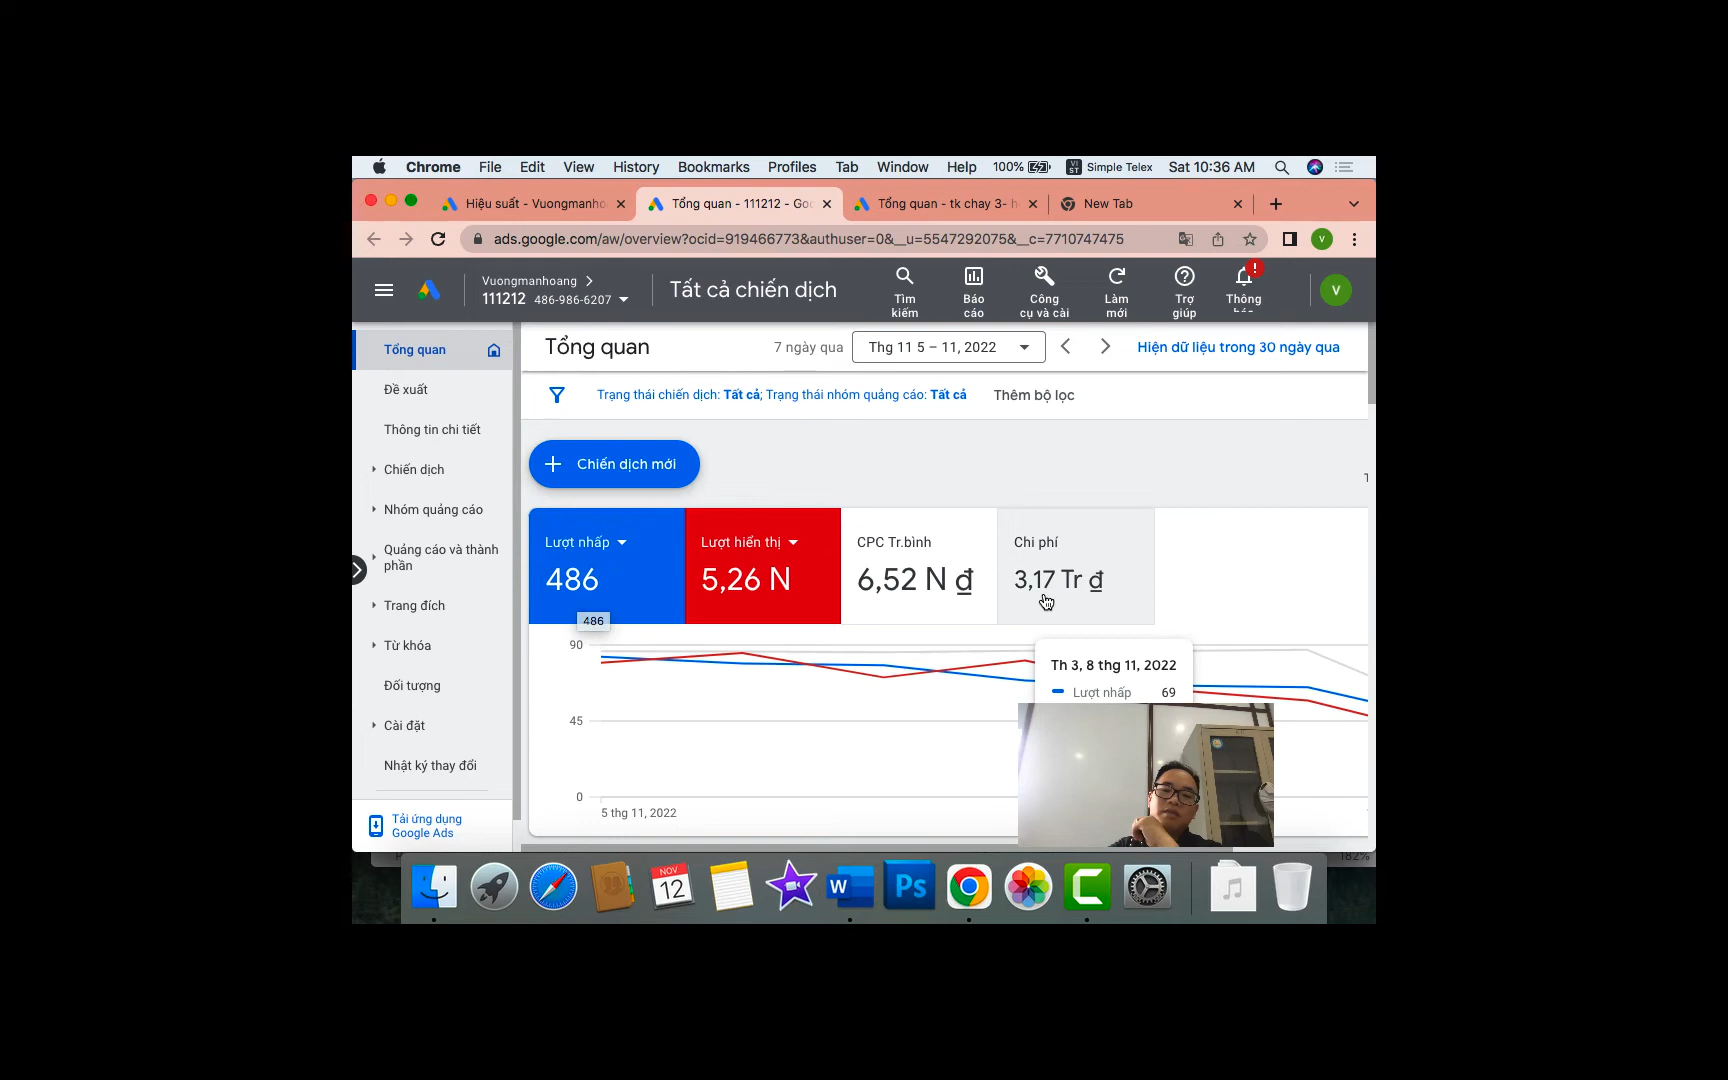 Chrome File Edit View History Bookmarks Profiles Tab Window Help 100% VI ST Simple Telex Sat 10:36 AM
Hiệu suất - Vuongmanho Tổng quan - 111212 - Goo Tổng quan - tk chay 3- h New Tab
ads.google.com/aw/overview?ocid=919466773&authuser=0&__u=5547292075&__c=7710747475 V
Vuongmanhoang
111212 486-986-6207
Tất cả chiến dịch
Tìm kiếm
Báo cáo
Công cụ và cài
Làm mới
Trợ giúp
!
Thông
V
Tổng quan
Đề xuất
Thông tin chi tiết
Chiến dịch
Nhóm quảng cáo
Quảng cáo và thành
phần
Trang đích
Từ khóa
Đối tượng
Cài đặt
Nhật ký thay đổi
Tải ứng dụng
Google Ads
Tổng quan 7 ngày qua Thg 11 5 – 11, 2022 Hiện dữ liệu trong 30 ngày qua
Trạng thái chiến dịch: Tất cả; Trạng thái nhóm quảng cáo: Tất cả Thêm bộ lọc
Chiến dịch mới
Lượt nhấp Lượt hiển thị CPC Tr.bình Chi phí
486 5,26 N 6,52 N ₫ 3,17 Tr ₫
486
90
45
0
5 thg 11, 2022
Th 3, 8 thg 11, 2022
Lượt nhấp 69
182%
NOV
12
W
Ps